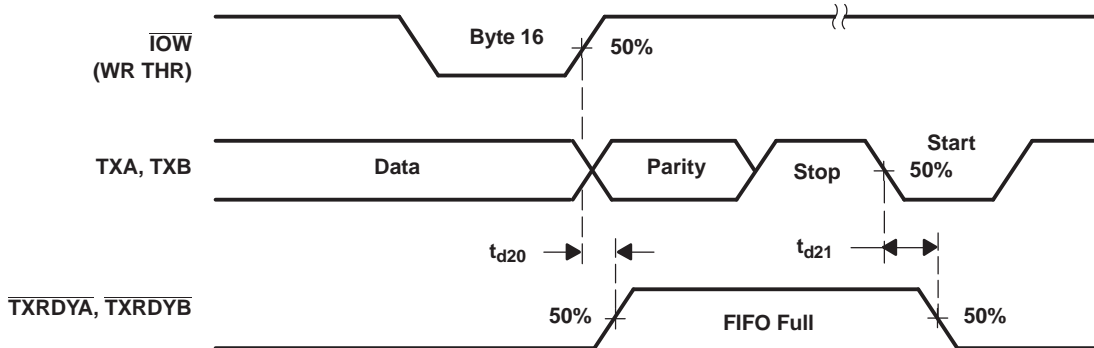 IOW
(WR THR)
Byte 16
50%
TXA, TXB
Data
Parity
Stop
Start
50%
td20
td21
TXRDYA, TXRDYB
50%
FIFO Full
50%